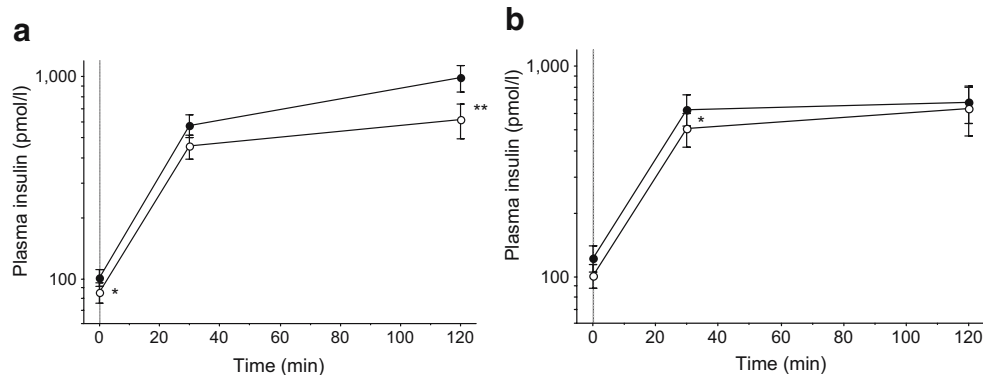 a
Plasma insulin (pmol/l)
1,000
100
*
**
0 20 40 60 80 100 120
Time (min)
b
Plasma insulin (pmol/l)
1,000
100
*
0 20 40 60 80 100 120
Time (min)